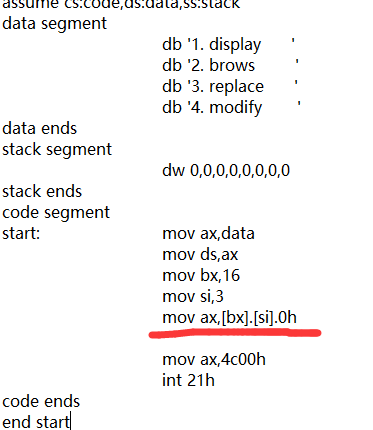 assume cs:code,ds:data,ss:stack
data segment
db '1. display      '
db '2. brows        '
db '3. replace      '
db '4. modify       '
data ends
stack segment
dw 0,0,0,0,0,0,0,0
stack ends
code segment
start: mov ax,data
mov ds,ax
mov bx,16
mov si,3
mov ax,[bx].[si].0h
mov ax,4c00h
int 21h
code ends
end start